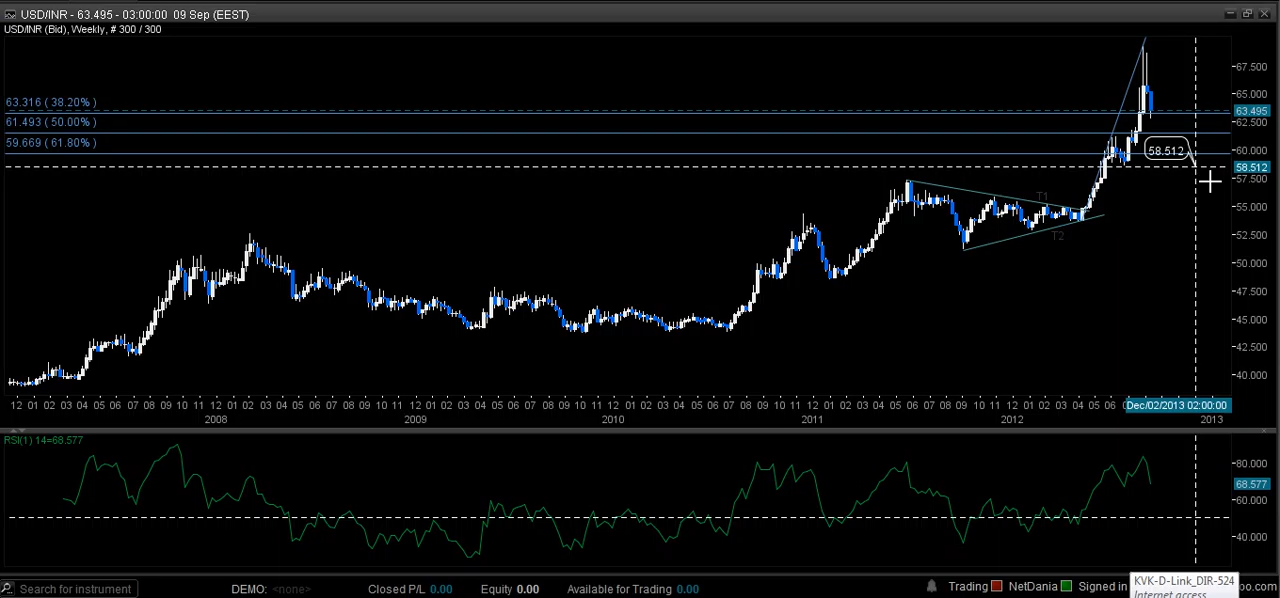 USD/INR - 63.495 - 03:00:00 09 Sep (EEST)
USD/INR (Bid), Weekly, # 300 / 300
67.500
65.000
63.316 ( 38.20% )
63.495
61.493 ( 50.00% )
62.500
59.669 ( 61.80% )
58.512
60.000
58.512
57.500
T1
55.000
T2
52.500
50.000
47.500
45.000
42.500
40.000
12 01 02 03 04 05 06 07 08 09 10 11 12 01 02 03 04 05 06 07 08 09 10 11 12 01 02 03 04 05 06 07 08 09 10 11 12 01 02 03 04 05 06 07 08 09 10 11 12 01 02 03 04 05 06 07 08 09 10 11 12 01 02 03 04 05 06 Dec/02/2013 02:00:00
2008 2009 2010 2011 2012 2013
RSI(1) 14=68.577
80.000
68.577
60.000
40.000
Search for instrument DEMO: <none> Closed P/L 0.00 Equity 0.00 Available for Trading 0.00 Trading NetDania Signed in oo.com
KVK-D-Link_DIR-524
Internet access